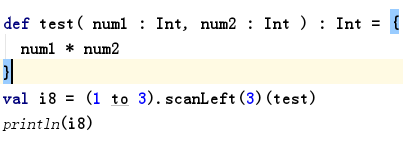 def test( num1 : Int, num2 : Int ) : Int = {
num1 * num2
}
val i8 = (1 to 3).scanLeft(3)(test)
println(i8)